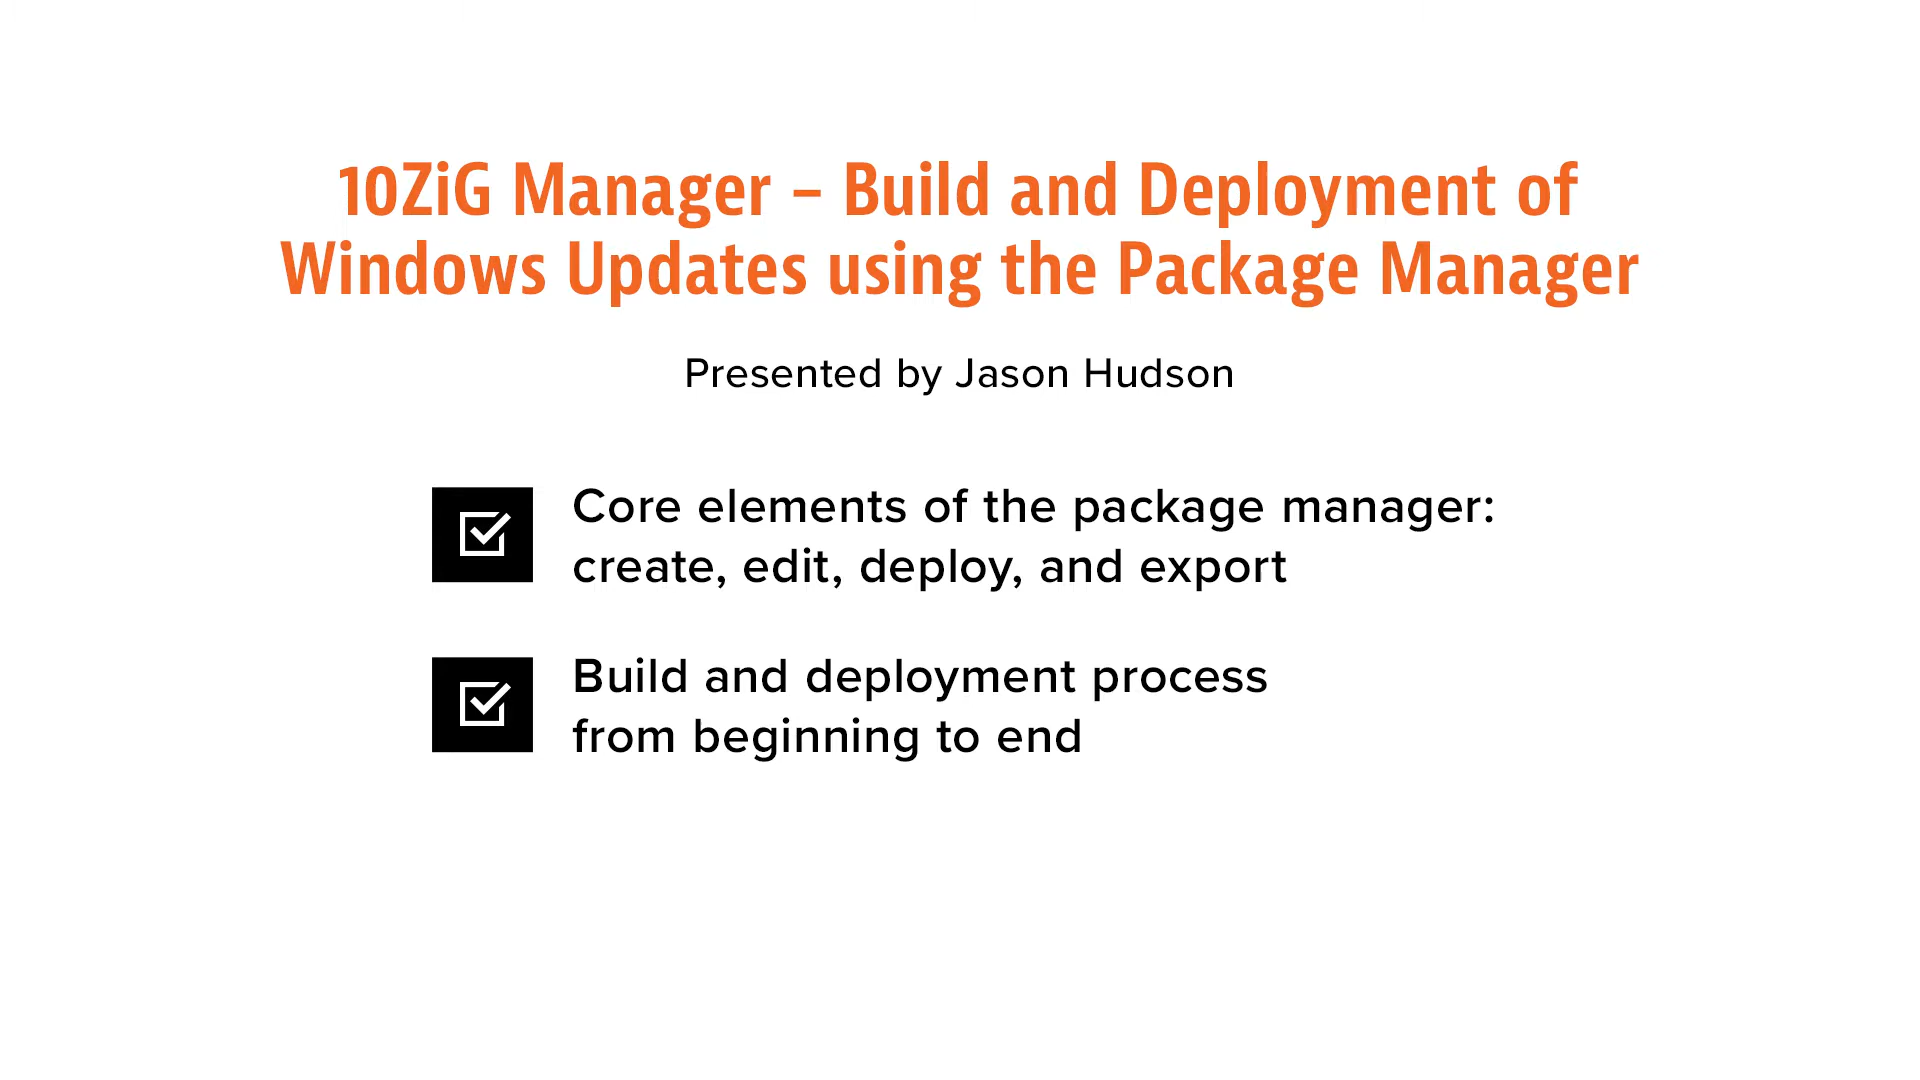 10ZiG Manager – Build and Deployment of
Windows Updates using the Package Manager
Presented by Jason Hudson
Core elements of the package manager:
create, edit, deploy, and export
Build and deployment process
from beginning to end